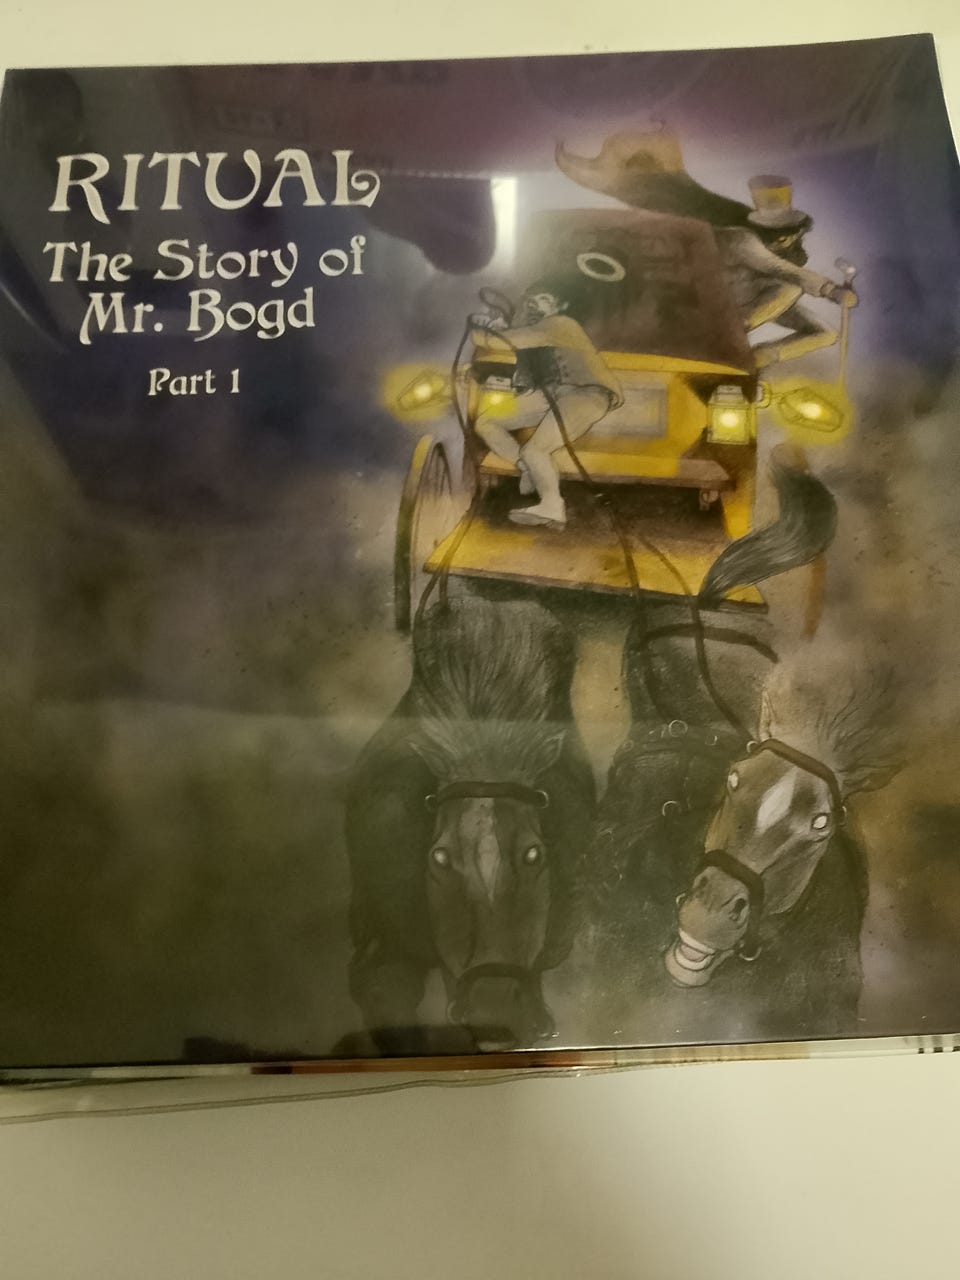 RITUAL
The Story of
Mr. Bogd
Part 1